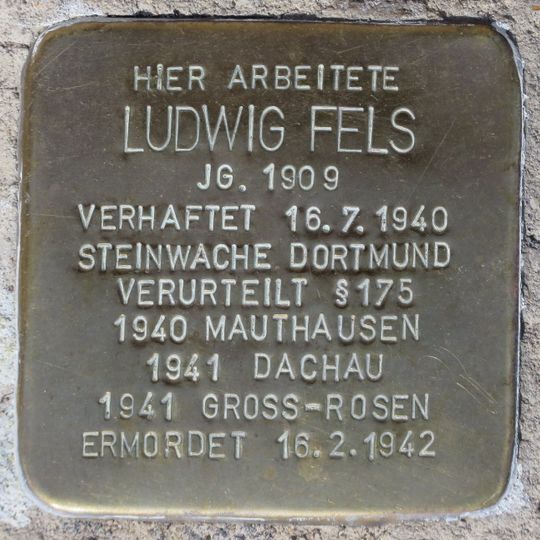 HIER ARBEITETE
LUDWIG FELS
JG. 1909
VERHAFTET 16.7.1940
STEINWACHE DORTMUND
VERURTEILT §175
1940 MAUTHAUSEN
1941 DACHAU
1941 GROSS-ROSEN
ERMORDET 16.2.1942